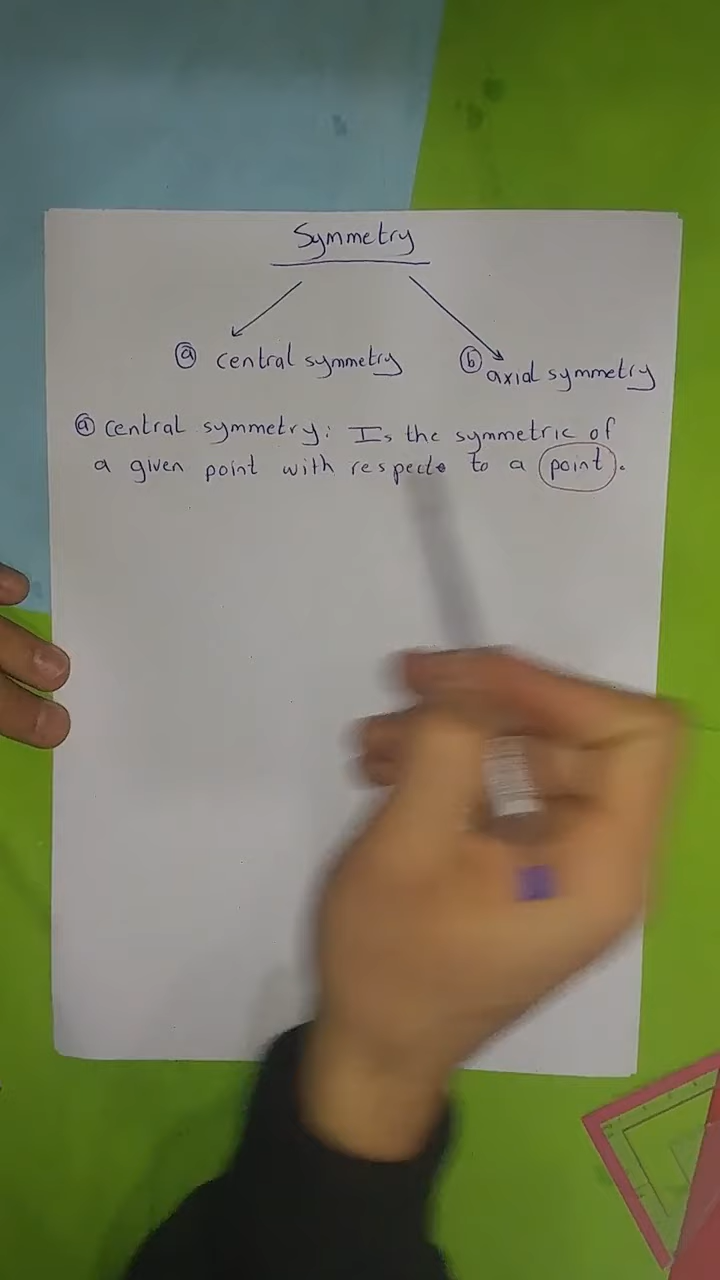 Symmetry
ⓐ central symmetry
ⓑ axial symmetry
ⓐ central symmetry: Is the symmetric of
a given point with respect to a point.